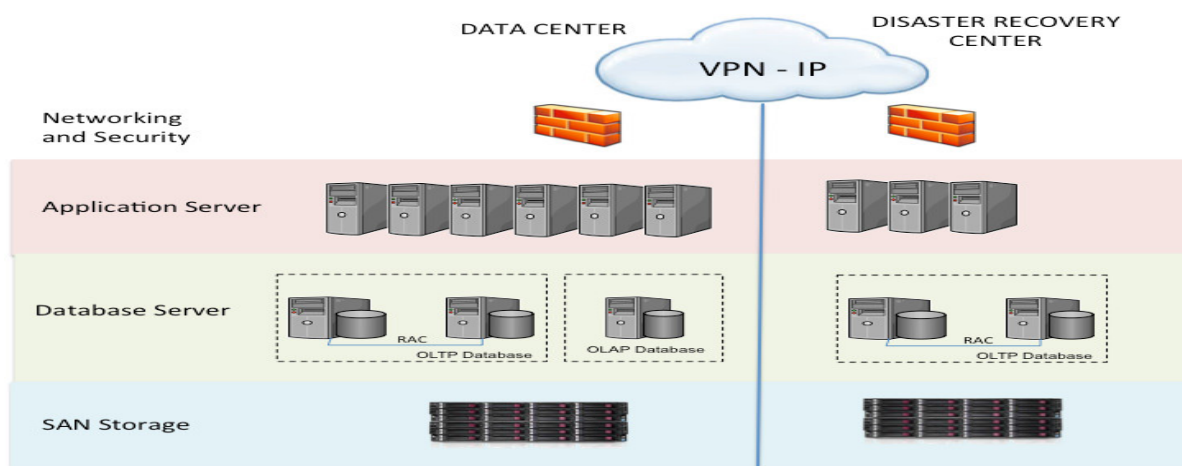 DATA CENTER
DISASTER RECOVERY
CENTER
VPN - IP
Networking
and Security
Application Server
Database Server
RAC
OLTP Database
OLAP Database
RAC
OLTP Database
SAN Storage